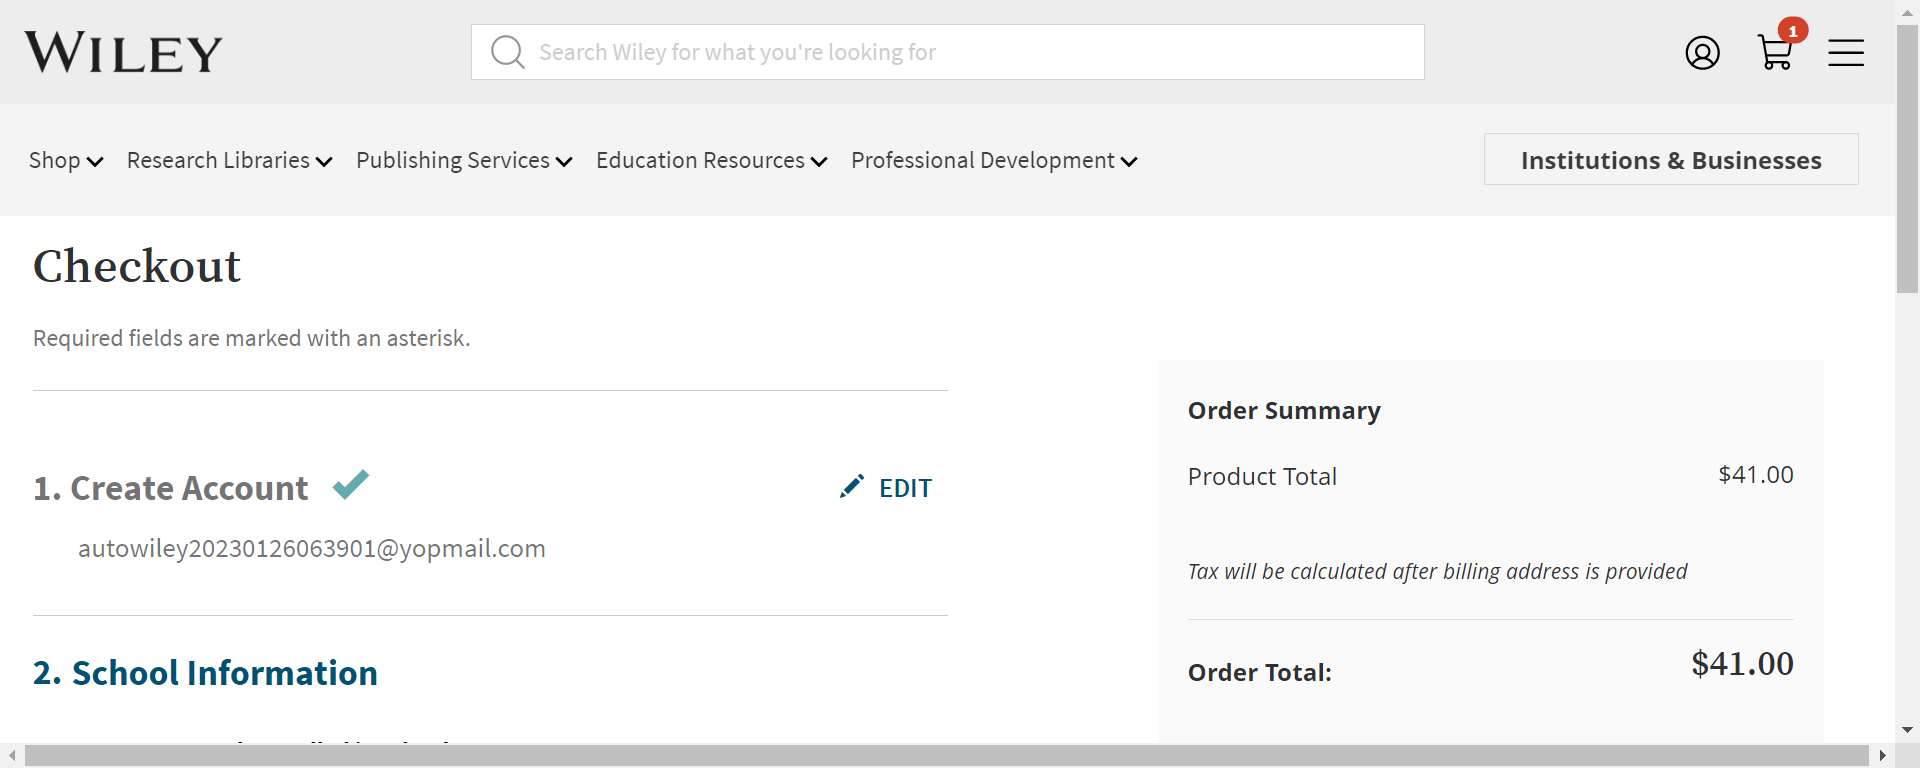 WILEY
Search Wiley for what you're looking for
1
Shop Research Libraries Publishing Services Education Resources Professional Development Institutions & Businesses
Checkout
Required fields are marked with an asterisk.
1. Create Account EDIT
autowiley20230126063901@yopmail.com
2. School Information
Order Summary
Product Total $41.00
Tax will be calculated after billing address is provided
Order Total: $41.00